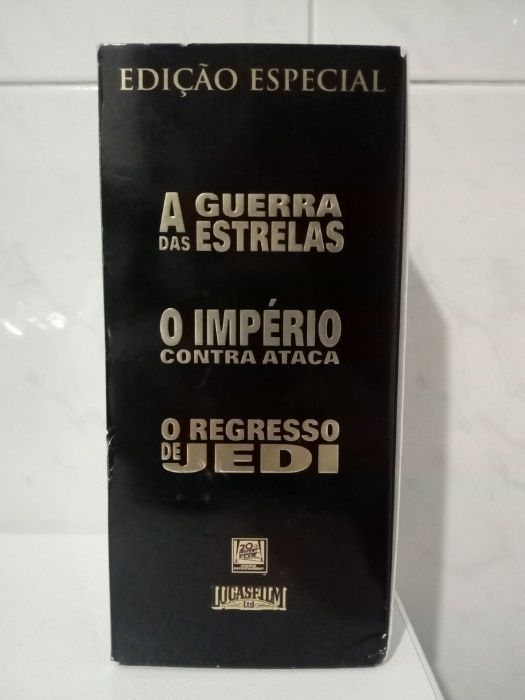 EDIÇÃO ESPECIAL
A GUERRA
DAS ESTRELAS
O IMPÉRIO
CONTRA ATACA
O REGRESSO
DE JEDI
LUCASFILM
Ltd